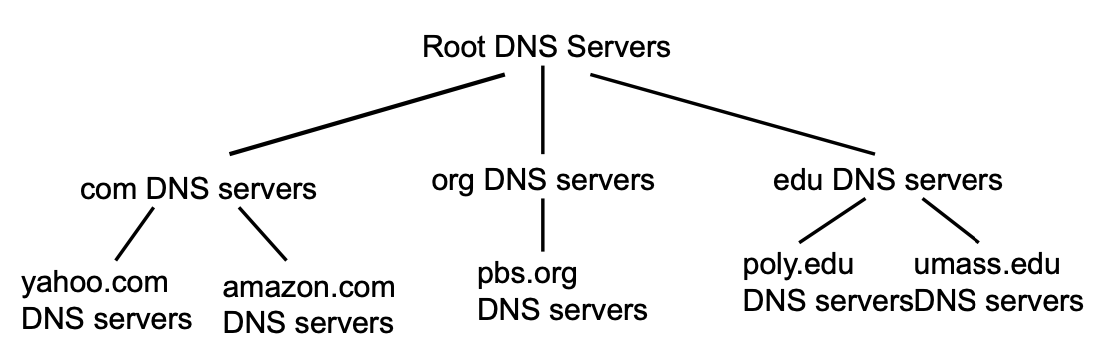 Root DNS Servers
com DNS servers
org DNS servers
edu DNS servers
yahoo.com
DNS servers
amazon.com
DNS servers
pbs.org
DNS servers
poly.edu
DNS servers
umass.edu
DNS servers